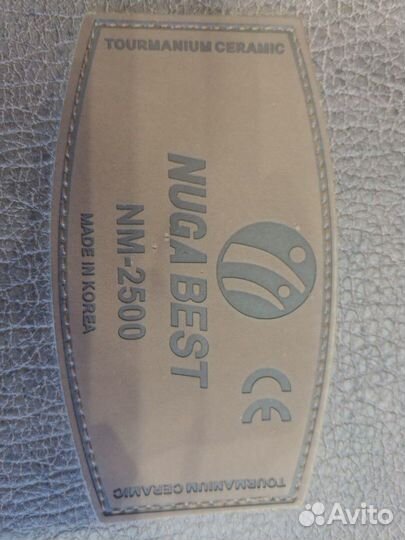 TOURMANIUM CERAMIC
CE
NUGA BEST
NM-2500
MADE IN KOREA
TOURMANIUM CERAMIC
Avito